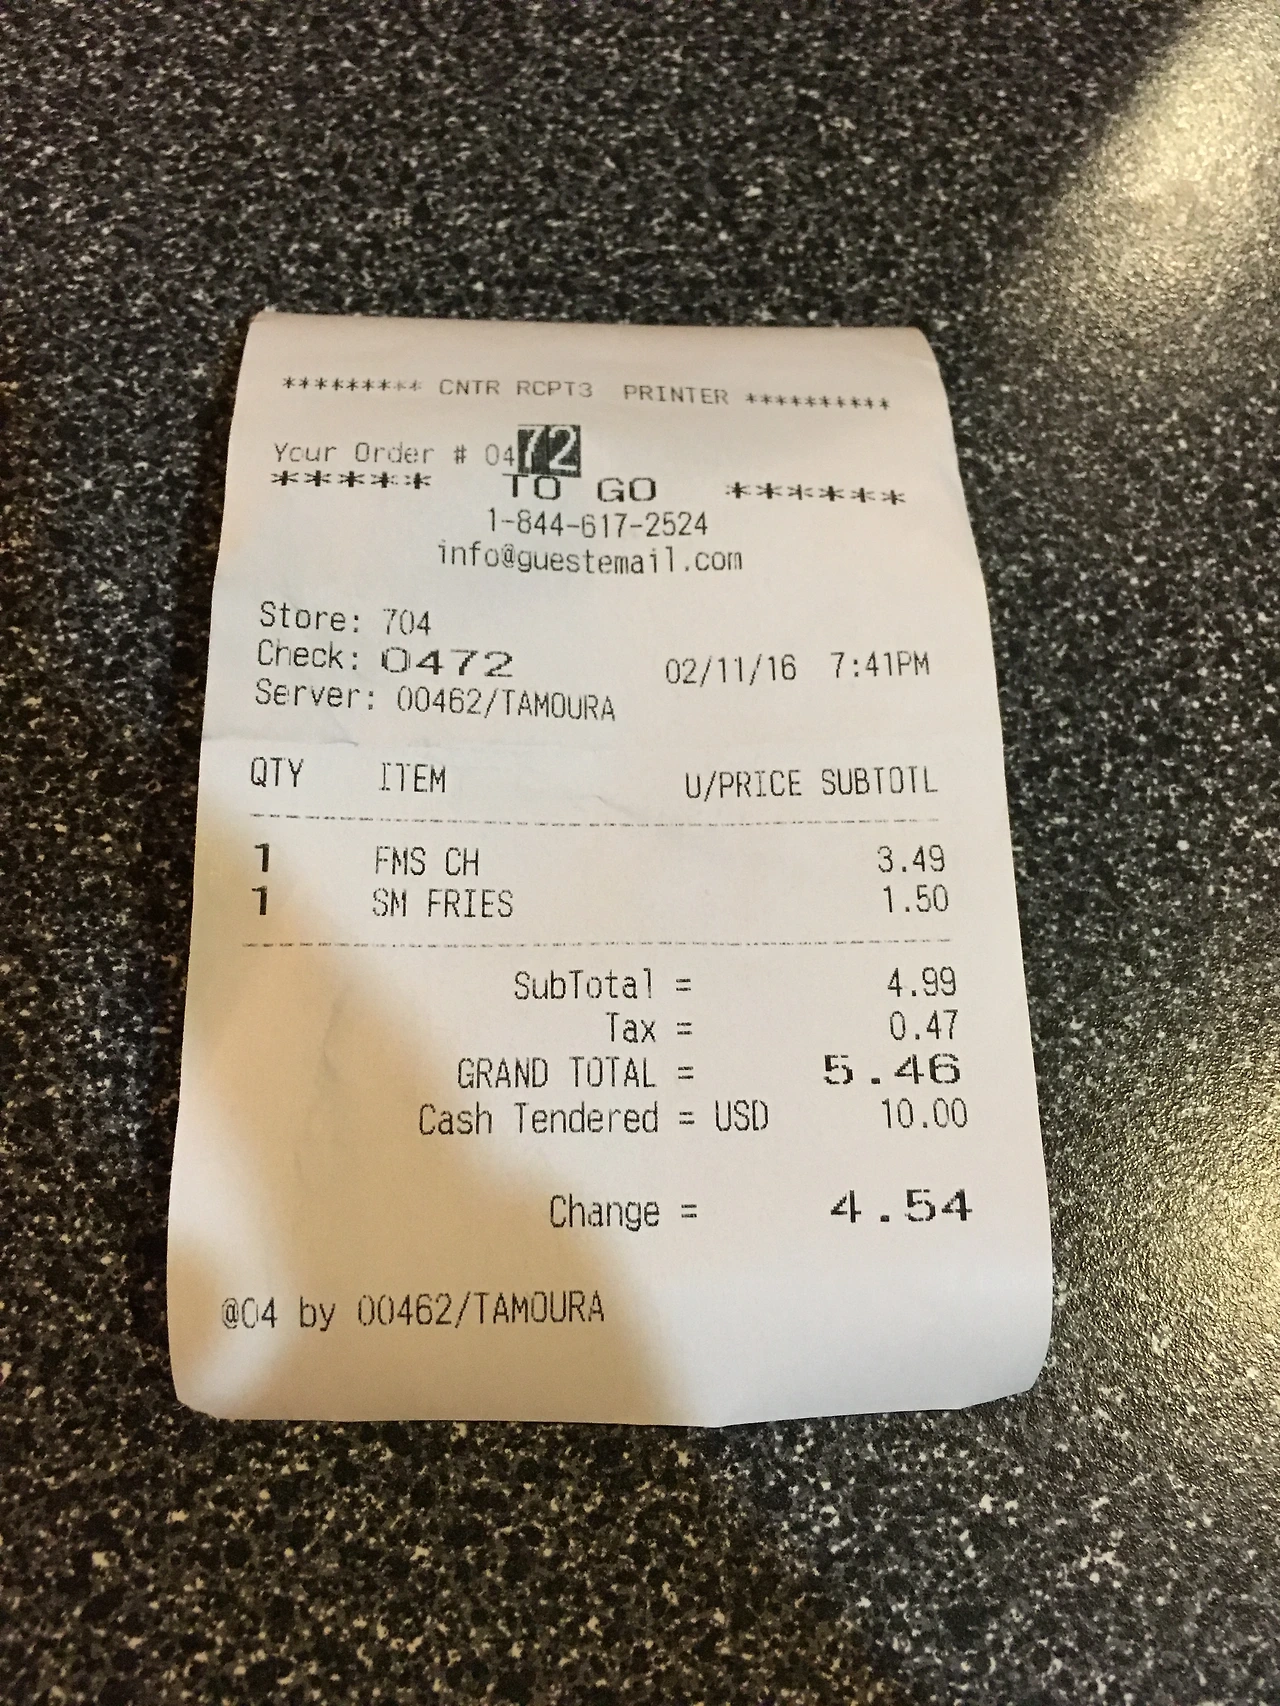 ********* CNTR RCPT3 PRINTER **********
Your Order # 0472
***** TO GO ******
1-844-617-2524
info@guestemail.com
Store: 704
Check: 0472 02/11/16 7:41PM
Server: 00462/TAMOURA
QTY ITEM U/PRICE SUBTOTL
1 FMS CH 3.49
1 SM FRIES 1.50
SubTotal = 4.99
Tax = 0.47
GRAND TOTAL = 5.46
Cash Tendered = USD 10.00
Change = 4.54
@04 by 00462/TAMOURA